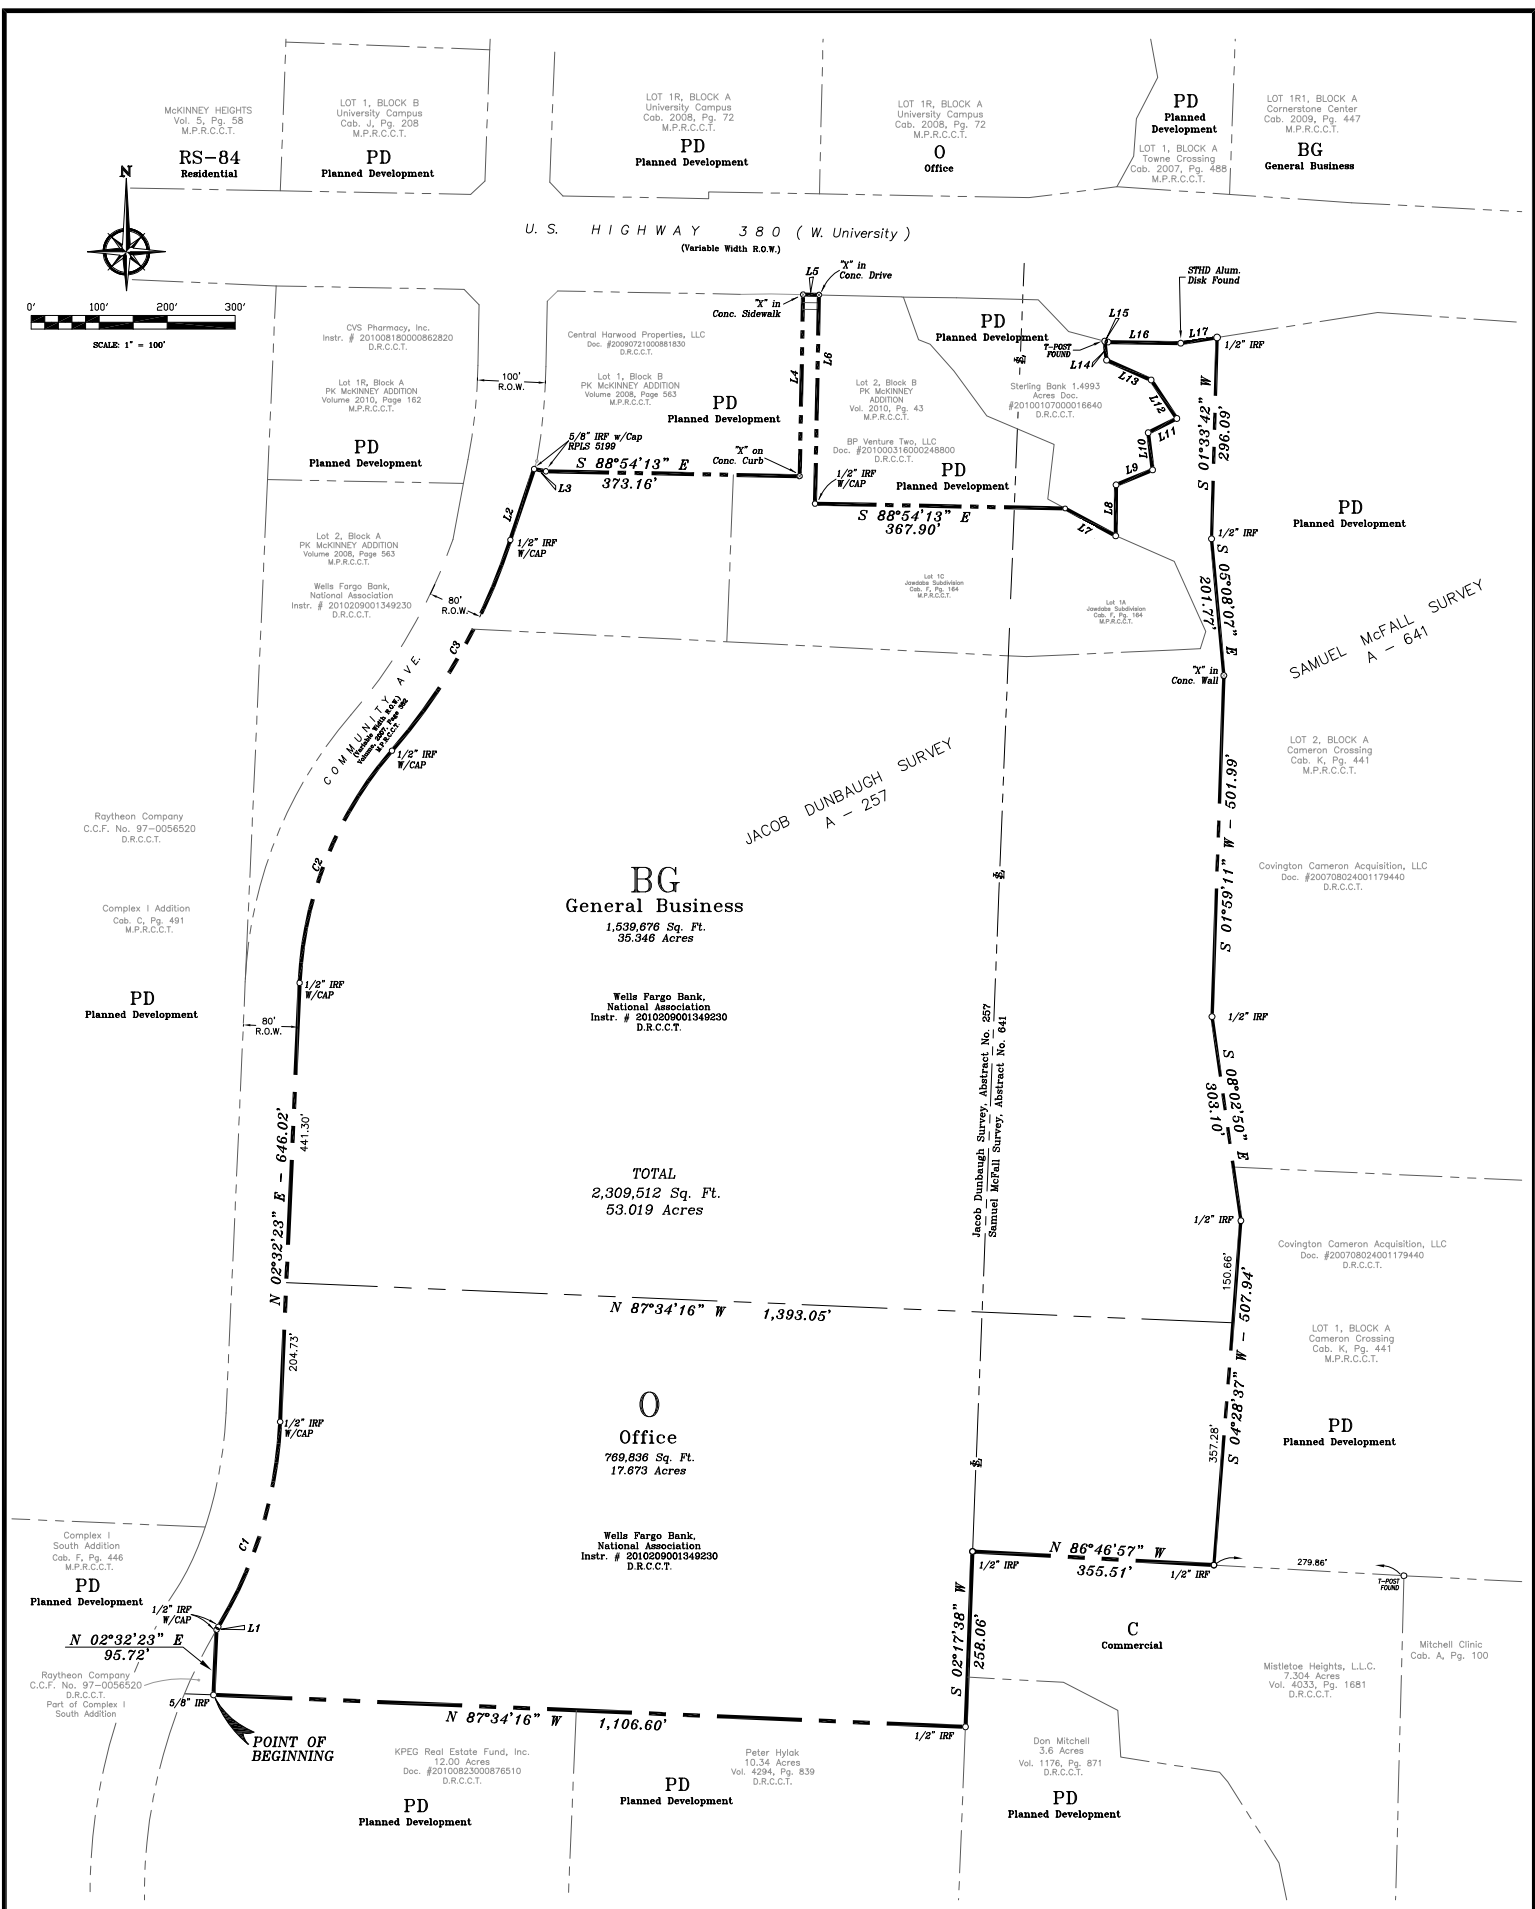 McKINNEY HEIGHTS
Vol. 5, Pg. 58
M.P.R.C.C.T.
RS-84
Residential
LOT 1, BLOCK B
University Campus
Cab. J, Pg. 208
M.P.R.C.C.T.
PD
Planned Development
LOT 1R, BLOCK A
University Campus
Cab. 2008, Pg. 72
M.P.R.C.C.T.
PD
Planned Development
LOT 1R, BLOCK A
University Campus
Cab. 2008, Pg. 72
M.P.R.C.C.T.
O
Office
PD
Planned
Development
LOT 1, BLOCK A
Towne Crossing
Cab. 2007, Pg. 488
M.P.R.C.C.T.
LOT 1R1, BLOCK A
Cornerstone Center
Cab. 2009, Pg. 447
M.P.R.C.C.T.
BG
General Business
N
U. S. HIGHWAY 380 ( W. University )
(Variable Width R.O.W.)
0' 100' 200' 300'
SCALE: 1" = 100'
CVS Pharmacy, Inc.
Instr. # 201008180000862820
D.R.C.C.T.
Lot 1R, Block A
PK McKINNEY ADDITION
Volume 2010, Page 162
M.P.R.C.C.T.
PD
Planned Development
100'
R.O.W.
Central Harwood Properties, LLC
Doc. #20090721000881830
D.R.C.C.T.
Lot 1, Block B
PK McKINNEY ADDITION
Volume 2008, Page 563
M.P.R.C.C.T.
PD
Planned Development
"X" in
Conc. Sidewalk
L5
"X" in
Conc. Drive
L4
L6
"X" on
Conc. Curb
5/8" IRF w/Cap
RPLS 5199
S 88°54'13" E
373.16'
L3
L2
1/2" IRF
W/CAP
Lot 2, Block B
PK McKINNEY
ADDITION
Vol. 2010, Pg. 43
M.P.R.C.C.T.
BP Venture Two, LLC
Doc. #201000316000248800
D.R.C.C.T.
PD
Planned Development
1/2" IRF
W/CAP
S 88°54'13" E
367.90'
PD
Planned Development
Sterling Bank 1.4993
Acres Doc.
#20100107000016640
D.R.C.C.T.
STHD Alum.
Disk Found
L15
L16
L17
T-POST
FOUND
1/2" IRF
L14
L13
L12
L11
L10
L9
L8
L7
S 01°33'42" W
296.09'
PD
Planned Development
1/2" IRF
S 05°08'07" E
201.77'
"X" in
Conc. Wall
SAMUEL McFALL SURVEY
A - 641
Lot 2, Block A
PK McKINNEY ADDITION
Volume 2008, Page 563
M.P.R.C.C.T.
Wells Fargo Bank,
National Association
Instr. # 2010209001349230
D.R.C.C.T.
80'
R.O.W.
C3
Lot 1C
Jawdabs Subdivision
Cab. F, Pg. 164
M.P.R.C.C.T.
Lot 1A
Jawdabs Subdivision
Cab. F, Pg. 164
M.P.R.C.C.T.
COMMUNITY AVE.
(Variable Width R.O.W.)
Volume, 2007, Page 382
M.P.R.C.C.T.
1/2" IRF
W/CAP
JACOB DUNBAUGH SURVEY
A - 257
LOT 2, BLOCK A
Cameron Crossing
Cab. K, Pg. 441
M.P.R.C.C.T.
S 01°59'11" W - 501.99'
Covington Cameron Acquisition, LLC
Doc. #200708024001179440
D.R.C.C.T.
Raytheon Company
C.C.F. No. 97-0056520
D.R.C.C.T.
Complex I Addition
Cab. C, Pg. 491
M.P.R.C.C.T.
PD
Planned Development
C2
1/2" IRF
W/CAP
80'
R.O.W.
BG
General Business
1,539,676 Sq. Ft.
35.346 Acres
Wells Fargo Bank,
National Association
Instr. # 2010209001349230
D.R.C.C.T.
Jacob Dunbaugh Survey, Abstract No. 257
Samuel McFall Survey, Abstract No. 641
1/2" IRF
S 08°02'50" E
303.10'
N 02°32'23" E - 646.02'
441.30'
TOTAL
2,309,512 Sq. Ft.
53.019 Acres
1/2" IRF
Covington Cameron Acquisition, LLC
Doc. #200708024001179440
D.R.C.C.T.
150.66'
N 87°34'16" W 1,393.05'
204.73'
S 04°28'37" W - 507.94'
LOT 1, BLOCK A
Cameron Crossing
Cab. K, Pg. 441
M.P.R.C.C.T.
PD
Planned Development
357.28'
1/2" IRF
W/CAP
O
Office
769,836 Sq. Ft.
17.673 Acres
Wells Fargo Bank,
National Association
Instr. # 2010209001349230
D.R.C.C.T.
C1
Complex I
South Addition
Cab. F, Pg. 446
M.P.R.C.C.T.
PD
Planned Development
1/2" IRF
W/CAP
L1
N 02°32'23" E
95.72'
Raytheon Company
C.C.F. No. 97-0056520
D.R.C.C.T.
Part of Complex I
South Addition
5/8" IRF
POINT OF
BEGINNING
N 87°34'16" W 1,106.60'
1/2" IRF
S 02°17'38" W
258.06'
1/2" IRF
N 86°46'57" W
355.51'
1/2" IRF
279.86'
T-POST
FOUND
C
Commercial
Mitchell Clinic
Cab. A, Pg. 100
Mistletoe Heights, L.L.C.
7.304 Acres
Vol. 4033, Pg. 1681
D.R.C.C.T.
KPEG Real Estate Fund, Inc.
12.00 Acres
Doc. #20100823000876510
D.R.C.C.T.
PD
Planned Development
Peter Hylak
10.34 Acres
Vol. 4294, Pg. 839
D.R.C.C.T.
PD
Planned Development
Don Mitchell
3.6 Acres
Vol. 1176, Pg. 871
D.R.C.C.T.
PD
Planned Development